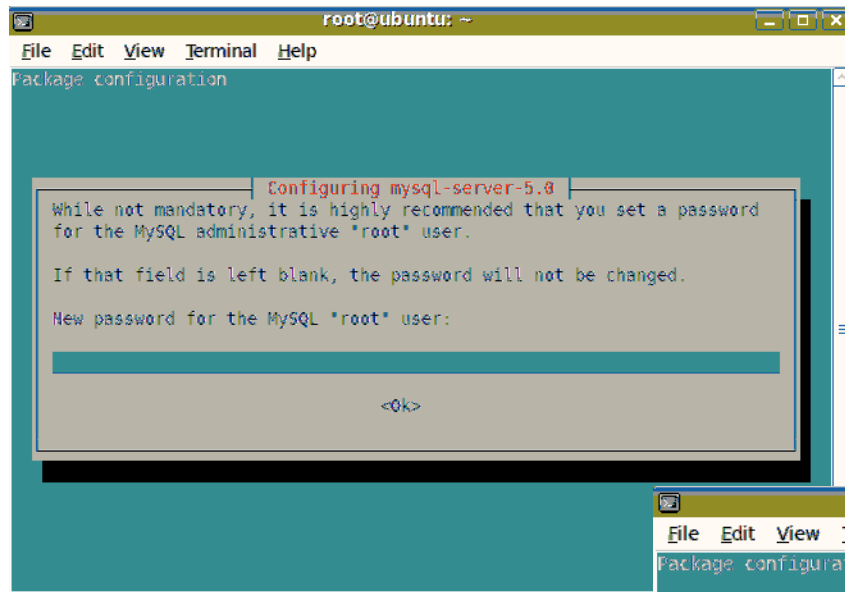 root@ubuntu: ~
File Edit View Terminal Help
Package configuration
Configuring mysql-server-5.0
While not mandatory, it is highly recommended that you set a password
for the MySQL administrative "root" user.
If that field is left blank, the password will not be changed.
New password for the MySQL "root" user:
<Ok>
File Edit View
Package configura